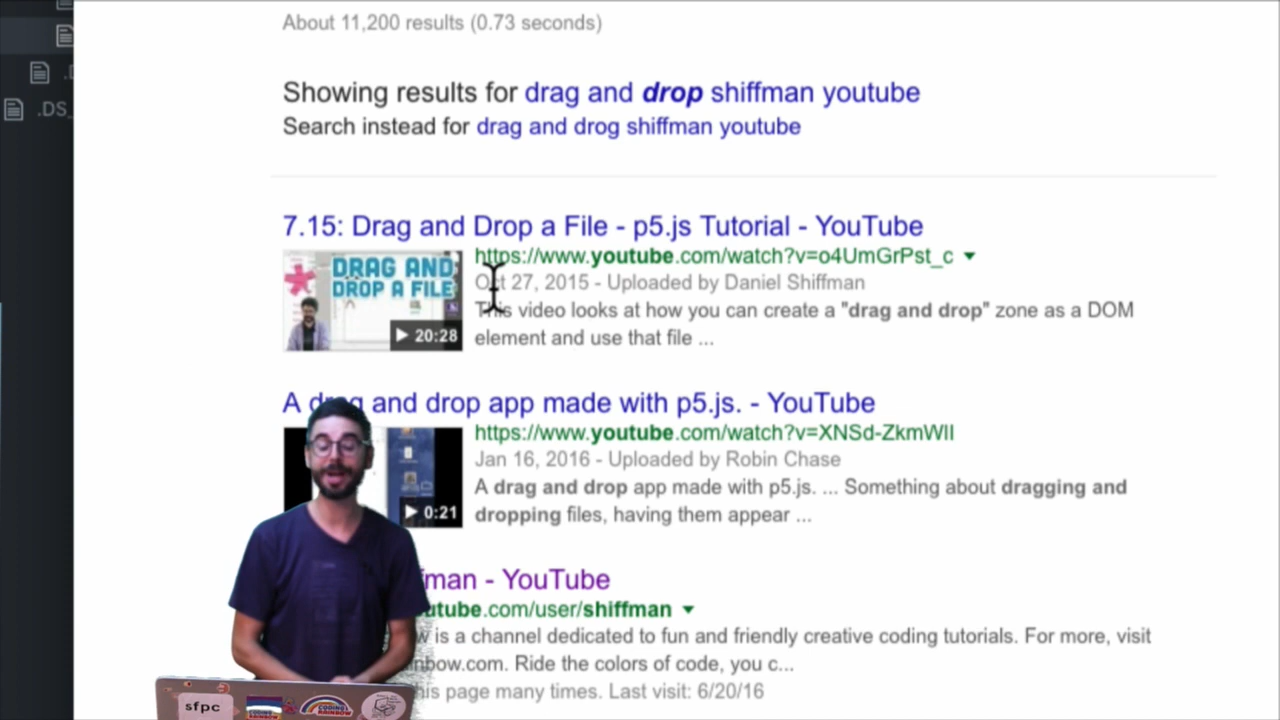 .DS_
About 11,200 results (0.73 seconds)
Showing results for drag and drop shiffman youtube
Search instead for drag and drog shiffman youtube
7.15: Drag and Drop a File - p5.js Tutorial - YouTube
DRAG AND
DROP A FILE
20:28
https://www.youtube.com/watch?v=o4UmGrPst_c
Oct 27, 2015 - Uploaded by Daniel Shiffman
This video looks at how you can create a "drag and drop" zone as a DOM
element and use that file ...
A drag and drop app made with p5.js. - YouTube
0:21
https://www.youtube.com/watch?v=XNSd-ZkmWlI
Jan 16, 2016 - Uploaded by Robin Chase
A drag and drop app made with p5.js. ... Something about dragging and
dropping files, having them appear ...
fman - YouTube
utube.com/user/shiffman
w is a channel dedicated to fun and friendly creative coding tutorials. For more, visit
inbow.com. Ride the colors of code, you c...
his page many times. Last visit: 6/20/16
sfpc
CODING RAINBOW
CODING RAINBOW